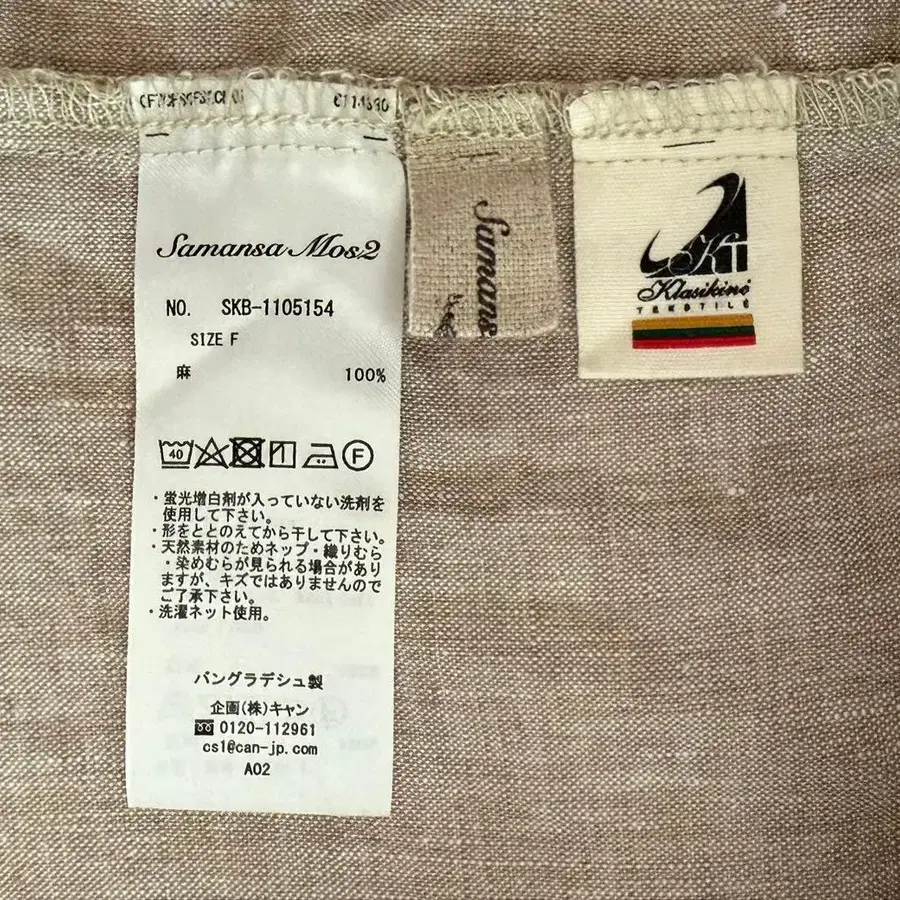 Samansa Mos2
NO. SKB-1105154
SIZE F
麻 100%
40
F
・蛍光増白剤が入っていない洗剤を
使用して下さい。
・形をととのえてから干して下さい。
・天然素材のためネップ・織りむら
・染めむらが見られる場合があり
ますが、キズではありませんので
ご了承下さい。
・洗濯ネット使用。
バングラデシュ製
企画(株)キャン
0120-112961
cs1@can-jp.com
A02
Samans
KT
Klasikinė
TEKSTILĖ